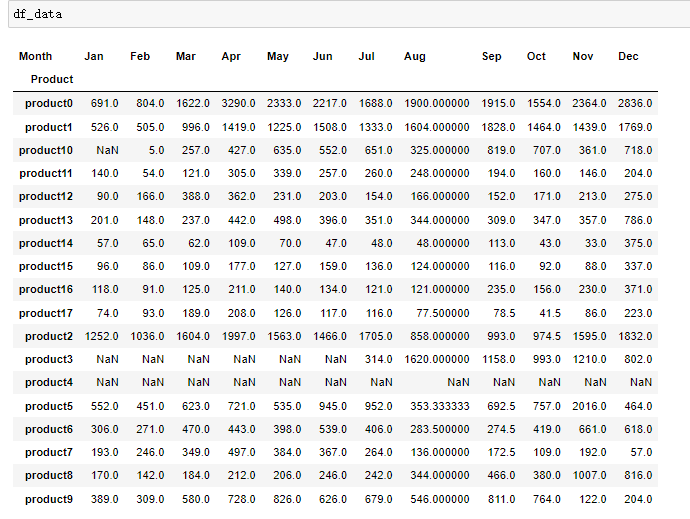 df_data
Month Jan Feb Mar Apr May Jun Jul Aug Sep Oct Nov Dec
Product
product0 691.0 804.0 1622.0 3290.0 2333.0 2217.0 1688.0 1900.000000 1915.0 1554.0 2364.0 2836.0
product1 526.0 505.0 996.0 1419.0 1225.0 1508.0 1333.0 1604.000000 1828.0 1464.0 1439.0 1769.0
product10 NaN 5.0 257.0 427.0 635.0 552.0 651.0 325.000000 819.0 707.0 361.0 718.0
product11 140.0 54.0 121.0 305.0 339.0 257.0 260.0 248.000000 194.0 160.0 146.0 204.0
product12 90.0 166.0 388.0 362.0 231.0 203.0 154.0 166.000000 152.0 171.0 213.0 275.0
product13 201.0 148.0 237.0 442.0 498.0 396.0 351.0 344.000000 309.0 347.0 357.0 786.0
product14 57.0 65.0 62.0 109.0 70.0 47.0 48.0 48.000000 113.0 43.0 33.0 375.0
product15 96.0 86.0 109.0 177.0 127.0 159.0 136.0 124.000000 116.0 92.0 88.0 337.0
product16 118.0 91.0 125.0 211.0 140.0 134.0 121.0 121.000000 235.0 156.0 230.0 371.0
product17 74.0 93.0 189.0 208.0 126.0 117.0 116.0 77.500000 78.5 41.5 86.0 223.0
product2 1252.0 1036.0 1604.0 1997.0 1563.0 1466.0 1705.0 858.000000 993.0 974.5 1595.0 1832.0
product3 NaN NaN NaN NaN NaN NaN 314.0 1620.000000 1158.0 993.0 1210.0 802.0
product4 NaN NaN NaN NaN NaN NaN NaN NaN NaN NaN NaN NaN
product5 552.0 451.0 623.0 721.0 535.0 945.0 952.0 353.333333 692.5 757.0 2016.0 464.0
product6 306.0 271.0 470.0 443.0 398.0 539.0 406.0 283.500000 274.5 419.0 661.0 618.0
product7 193.0 246.0 349.0 497.0 384.0 367.0 264.0 136.000000 172.5 109.0 192.0 57.0
product8 170.0 142.0 184.0 212.0 206.0 246.0 242.0 344.000000 466.0 380.0 1007.0 816.0
product9 389.0 309.0 580.0 728.0 826.0 626.0 679.0 546.000000 811.0 764.0 122.0 204.0